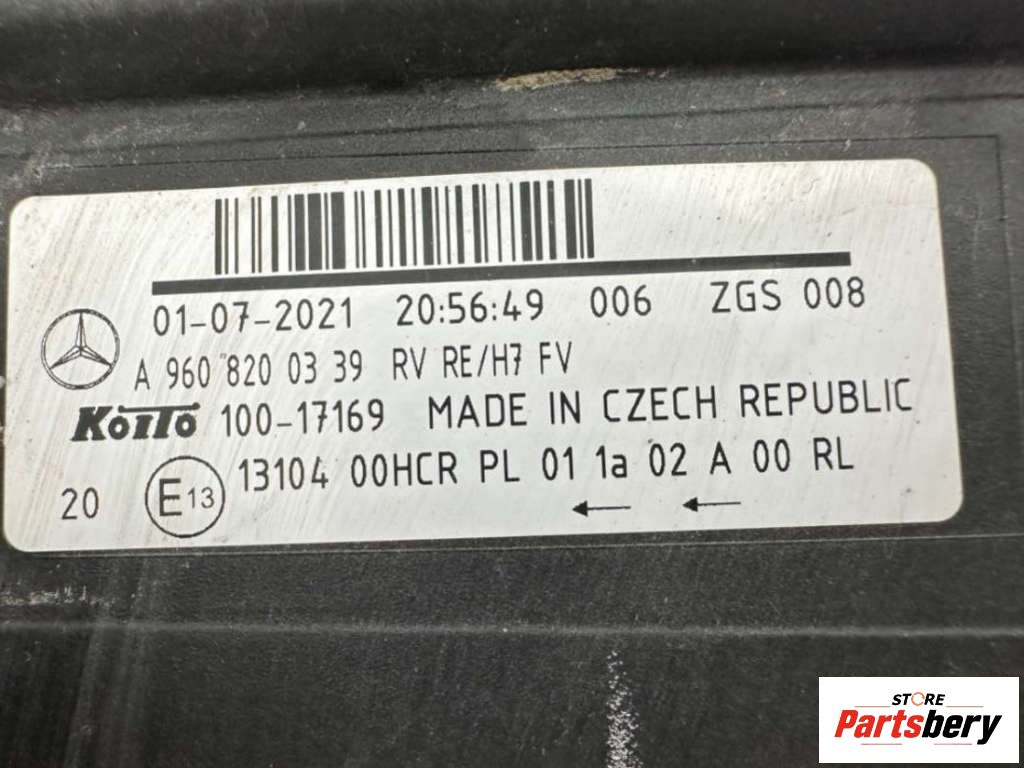 01-07-2021 20:56:49 006 ZGS 008
A 960 820 03 39 RV RE/H7 FV
KOITO 100-17169 MADE IN CZECH REPUBLIC
20 E13 13104 00HCR PL 01 1a 02 A 00 RL
STORE
Partsbery